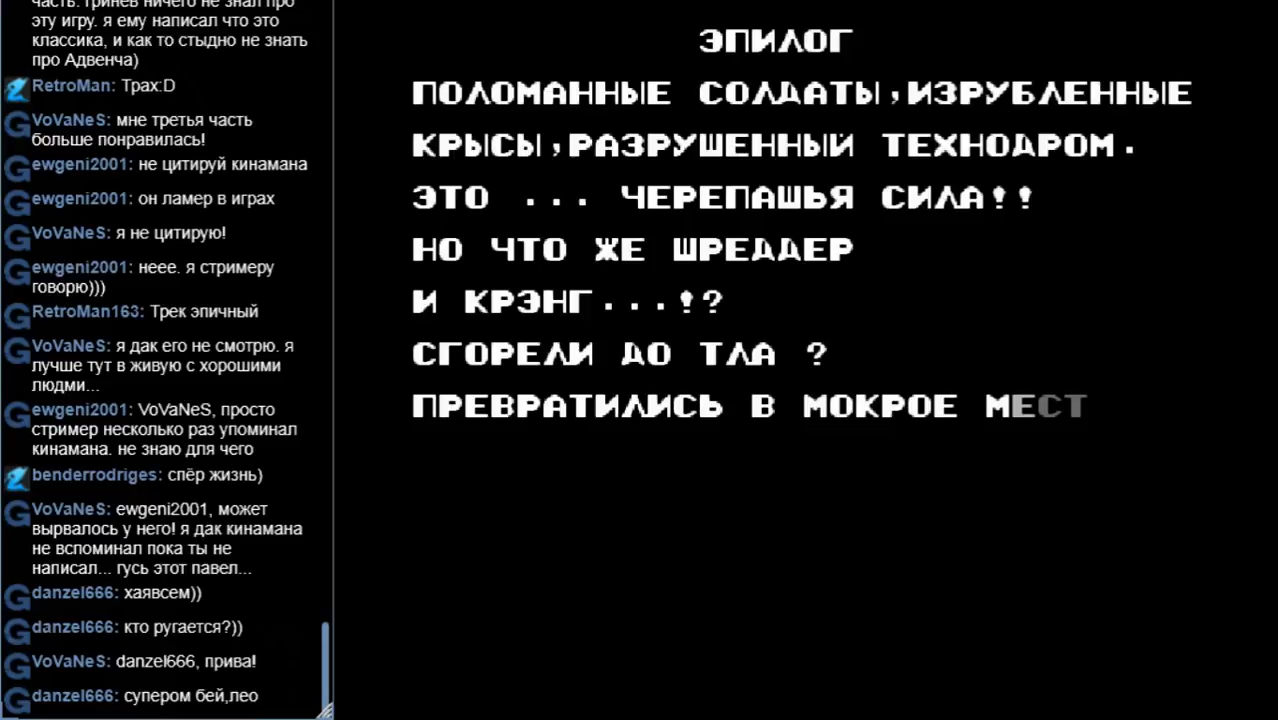 часть. Гринёв ничего не знал про
эту игру. я ему написал что это
классика, и как то стыдно не знать
про Адвенча)
RetroMan: Трах:D
VoVaNeS: мне третья часть
больше понравилась!
ewgeni2001: не цитируй кинамана
ewgeni2001: он ламер в играх
VoVaNeS: я не цитирую!
ewgeni2001: неее. я стримеру
говорю)))
RetroMan163: Трек эпичный
VoVaNeS: я дак его не смотрю. я
лучше тут в живую с хорошими
людми...
ewgeni2001: VoVaNeS, просто
стример несколько раз упоминал
кинамана. не знаю для чего
benderrodriges: спёр жизнь)
VoVaNeS: ewgeni2001, может
вырвалось у него! я дак кинамана
не вспоминал пока ты не
написал... гусь этот павел...
danzel666: хаявсем))
danzel666: кто ругается?))
VoVaNeS: danzel666, прива!
danzel666: супером бей,лео
ЭПИЛОГ
ПОЛОМАННЫЕ СОЛДАТЫ,ИЗРУБЛЕННЫЕ
КРЫСЫ,РАЗРУШЕННЫЙ ТЕХНОДРОМ.
ЭТО ... ЧЕРЕПАШЬЯ СИЛА!!
НО ЧТО ЖЕ ШРЕДДЕР
И КРЭНГ...!?
СГОРЕЛИ ДО ТЛА ?
ПРЕВРАТИЛИСЬ В МОКРОЕ МЕСТ